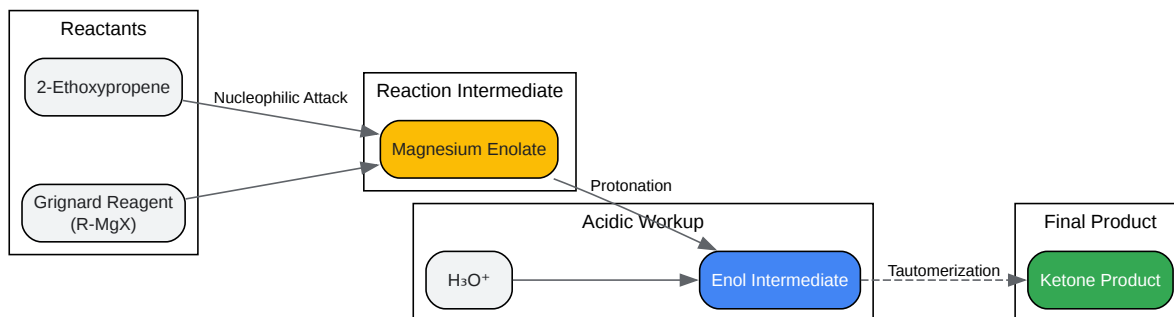 Reactants
2-Ethoxypropene
Nucleophilic Attack
Reaction Intermediate
Magnesium Enolate
Grignard Reagent
(R-MgX)
Protonation
Acidic Workup
H₃O⁺
Enol Intermediate
Tautomerization
Final Product
Ketone Product